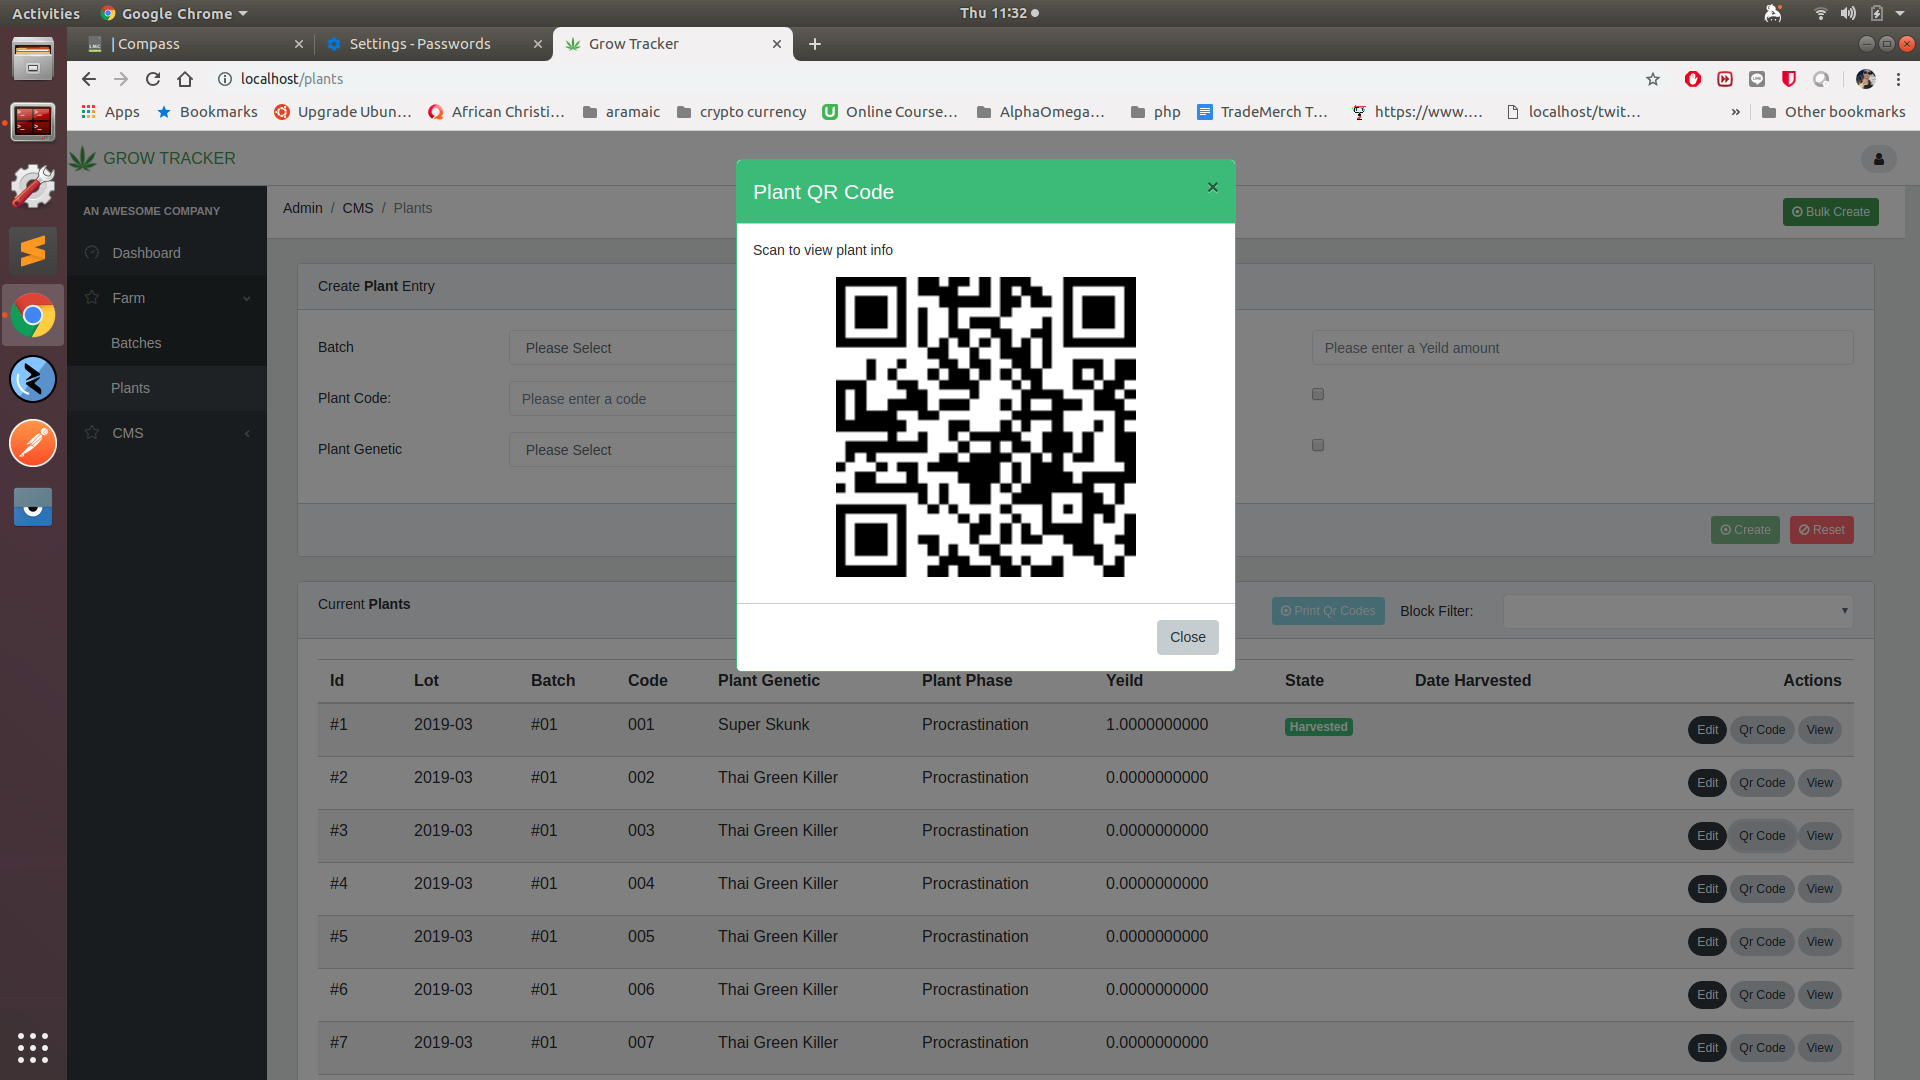 Activities Google Chrome Thu 11:32
| Compass Settings - Passwords Grow Tracker
localhost/plants
Apps Bookmarks Upgrade Ubun... African Christi... aramaic crypto currency Online Course... AlphaOmega... php TradeMerch T... https://www.... localhost/twit... » Other bookmarks
GROW TRACKER
AN AWESOME COMPANY
Dashboard
Farm
Batches
Plants
CMS
Admin / CMS / Plants
Bulk Create
Plant QR Code ×
Scan to view plant info
Close
Create Plant Entry
Batch Please Select Please enter a Yeild amount
Plant Code: Please enter a code
Plant Genetic Please Select
Create Reset
Current Plants Print Qr Codes Block Filter:
Id Lot Batch Code Plant Genetic Plant Phase Yeild State Date Harvested Actions
#1 2019-03 #01 001 Super Skunk Procrastination 1.0000000000 Harvested Edit Qr Code View
#2 2019-03 #01 002 Thai Green Killer Procrastination 0.0000000000 Edit Qr Code View
#3 2019-03 #01 003 Thai Green Killer Procrastination 0.0000000000 Edit Qr Code View
#4 2019-03 #01 004 Thai Green Killer Procrastination 0.0000000000 Edit Qr Code View
#5 2019-03 #01 005 Thai Green Killer Procrastination 0.0000000000 Edit Qr Code View
#6 2019-03 #01 006 Thai Green Killer Procrastination 0.0000000000 Edit Qr Code View
#7 2019-03 #01 007 Thai Green Killer Procrastination 0.0000000000 Edit Qr Code View